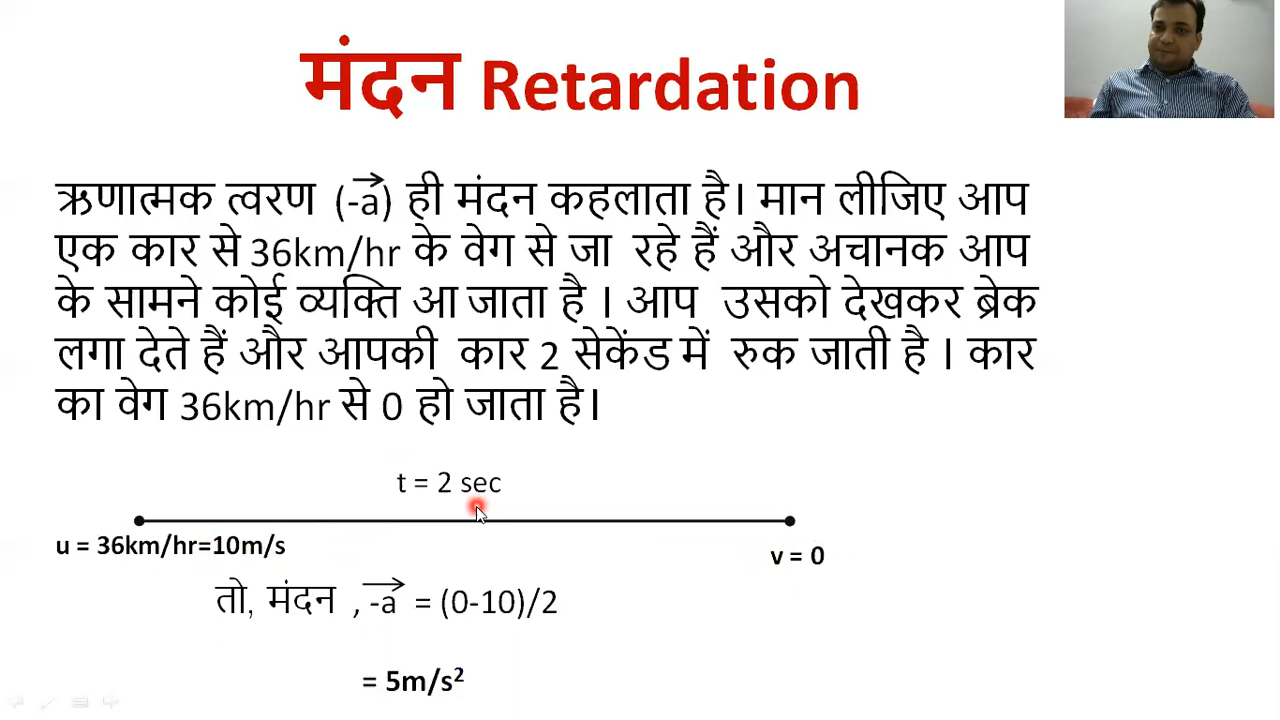 मंदन Retardation
ऋणात्मक त्वरण (-a) ही मंदन कहलाता है। मान लीजिए आप
एक कार से 36km/hr के वेग से जा रहे हैं और अचानक आप
के सामने कोई व्यक्ति आ जाता है । आप उसको देखकर ब्रेक
लगा देते हैं और आपकी कार 2 सेकेंड में रुक जाती है । कार
का वेग 36km/hr से 0 हो जाता है।
t = 2 sec
u = 36km/hr=10m/s
v = 0
तो, मंदन , -a = (0-10)/2
= 5m/s²